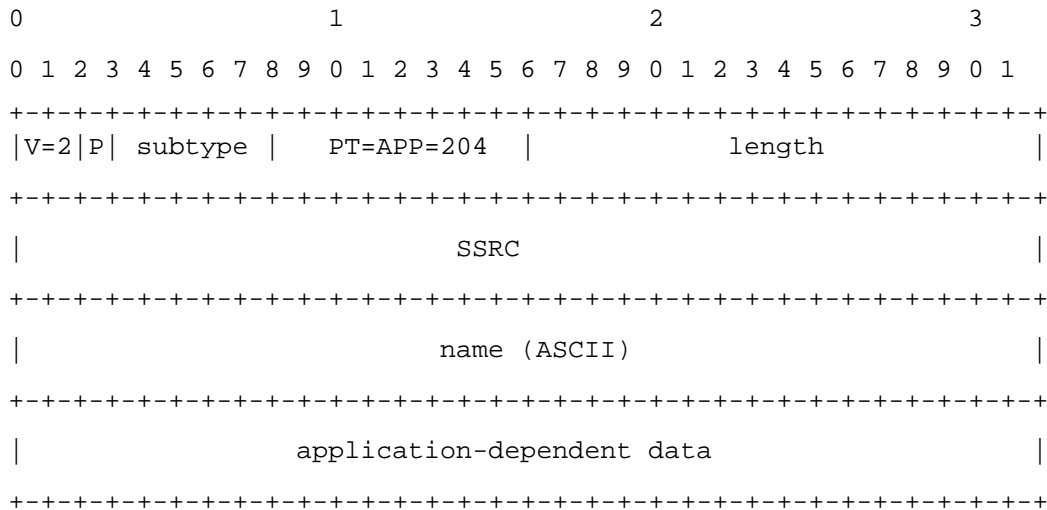 0                   1                   2                   3
0 1 2 3 4 5 6 7 8 9 0 1 2 3 4 5 6 7 8 9 0 1 2 3 4 5 6 7 8 9 0 1
+-+-+-+-+-+-+-+-+-+-+-+-+-+-+-+-+-+-+-+-+-+-+-+-+-+-+-+-+-+-+-+-+
|V=2|P| subtype |   PT=APP=204  |            length             |
+-+-+-+-+-+-+-+-+-+-+-+-+-+-+-+-+-+-+-+-+-+-+-+-+-+-+-+-+-+-+-+-+
|                           SSRC                                |
+-+-+-+-+-+-+-+-+-+-+-+-+-+-+-+-+-+-+-+-+-+-+-+-+-+-+-+-+-+-+-+-+
|                          name (ASCII)                         |
+-+-+-+-+-+-+-+-+-+-+-+-+-+-+-+-+-+-+-+-+-+-+-+-+-+-+-+-+-+-+-+-+
|                 application-dependent data                    |
+-+-+-+-+-+-+-+-+-+-+-+-+-+-+-+-+-+-+-+-+-+-+-+-+-+-+-+-+-+-+-+-+